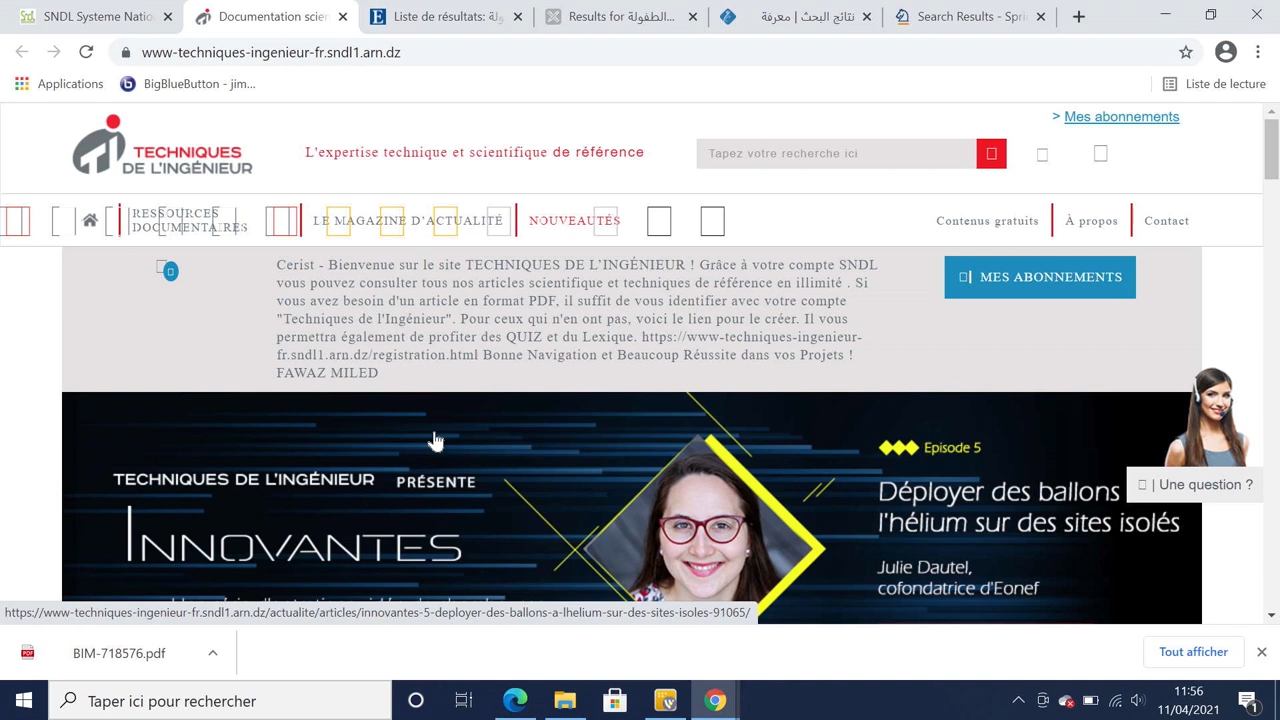 SNDL Systeme Natio
Documentation scien
Liste de résultats: الطفولة
Results for الطفولة...
نتائج البحث | معرفة
Search Results - Spri
www-techniques-ingenieur-fr.sndl1.arn.dz
Applications
BigBlueButton - jim...
Liste de lecture
> Mes abonnements
TECHNIQUES
DE L'INGÉNIEUR
L'expertise technique et scientifique de référence
Tapez votre recherche ici
RESSOURCES
DOCUMENTAIRES
LE MAGAZINE D'ACTUALITÉ
NOUVEAUTÉS
Contenus gratuits
À propos
Contact
Cerist - Bienvenue sur le site TECHNIQUES DE L'INGÉNIEUR ! Grâce à votre compte SNDL
vous pouvez consulter tous nos articles scientifique et techniques de référence en illimité . Si
vous avez besoin d'un article en format PDF, il suffit de vous identifier avec votre compte
"Techniques de l'Ingénieur". Pour ceux qui n'en ont pas, voici le lien pour le créer. Il vous
permettra également de profiter des QUIZ et du Lexique. https://www-techniques-ingenieur-
fr.sndl1.arn.dz/registration.html Bonne Navigation et Beaucoup Réussite dans vos Projets !
FAWAZ MILED
MES ABONNEMENTS
TECHNIQUES DE L'INGÉNIEUR PRÉSENTE
INNOVANTES
Episode 5
Déployer des ballons
l'hélium sur des sites isolés
Julie Dautel,
cofondatrice d'Eonef
| Une question ?
https://www-techniques-ingenieur-fr.sndl1.arn.dz/actualite/articles/innovantes-5-deployer-des-ballons-a-lhelium-sur-des-sites-isoles-91065/
BIM-718576.pdf
Tout afficher
Taper ici pour rechercher
11:56
11/04/2021
1